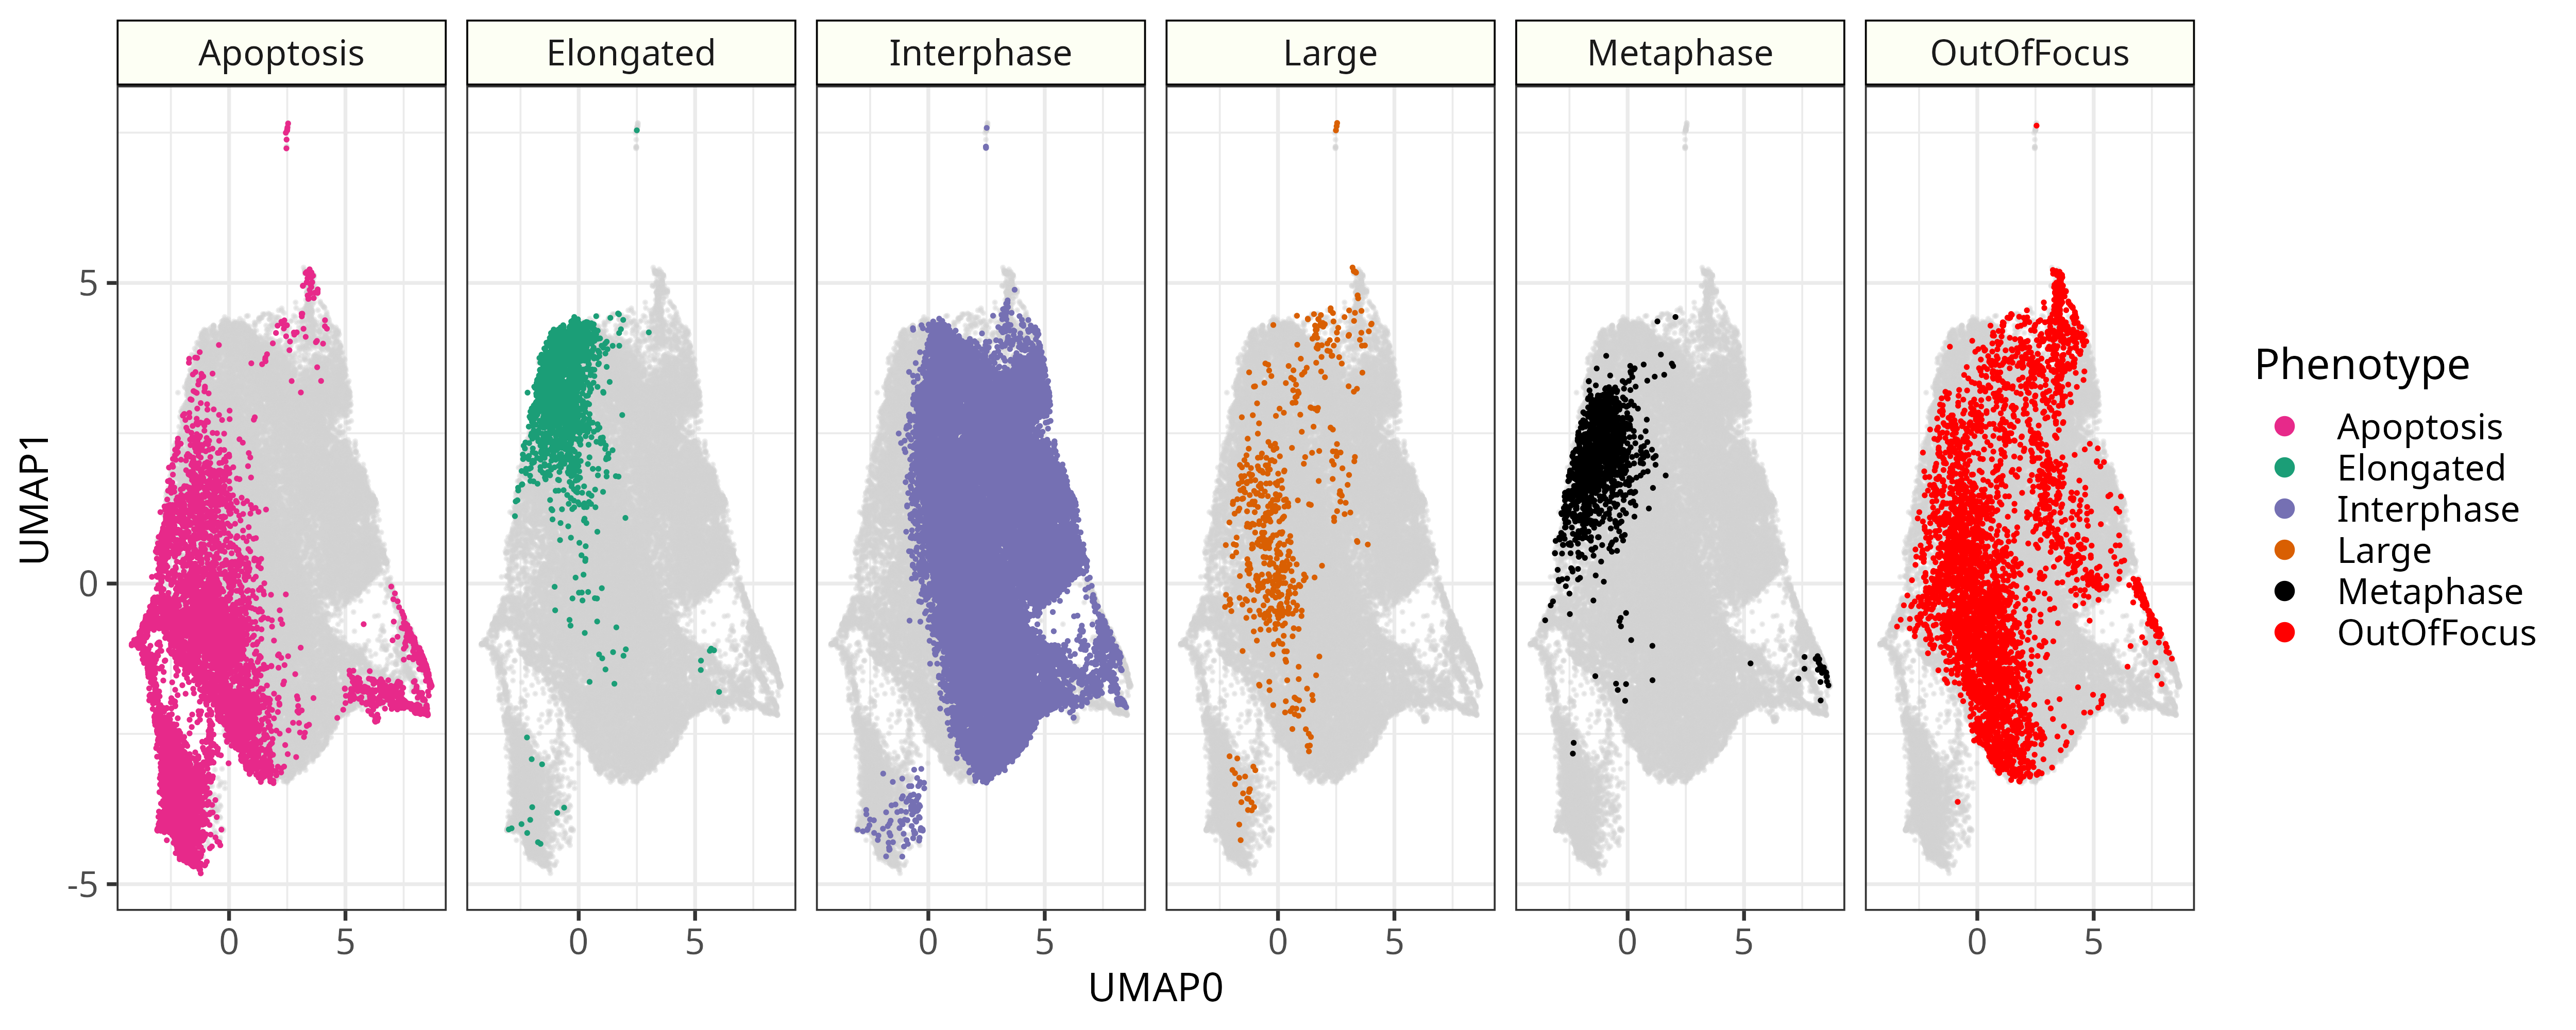 Apoptosis Elongated Interphase Large Metaphase OutOfFocus
5
0
-5
UMAP1
0 5 0 5 0 5 0 5 0 5 0 5
UMAP0
Phenotype
Apoptosis
Elongated
Interphase
Large
Metaphase
OutOfFocus